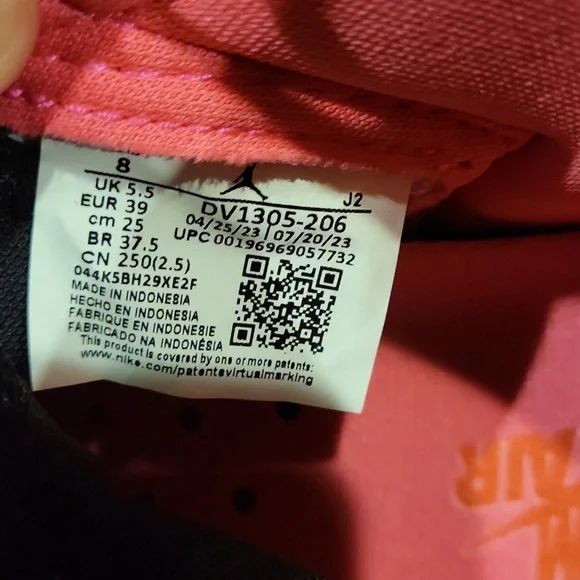 8
J2
UK 5.5
EUR 39
cm 25
BR 37.5
CN 250(2.5)
DV1305-206
04/25/23 | 07/20/23
UPC 00196969057732
044K5BH29XE2F
MADE IN INDONESIA
HECHO EN INDONESIA
FABRIQUE EN INDONESIE
FABRICADO NA INDONÉSIA
This product is covered by one or more patents:
www.nike.com/patentsvirtualmarking
AIR